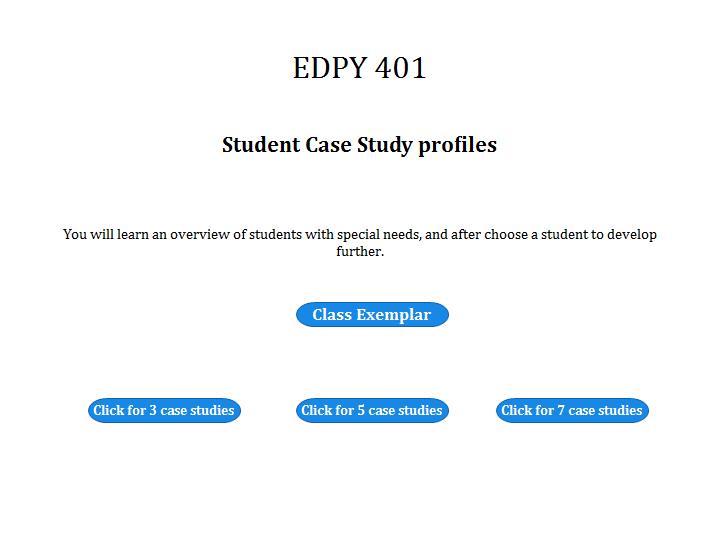 EDPY 401
Student Case Study profiles
You will learn an overview of students with special needs, and after choose a student to develop
further.
Class Exemplar
Click for 3 case studies
Click for 5 case studies
Click for 7 case studies